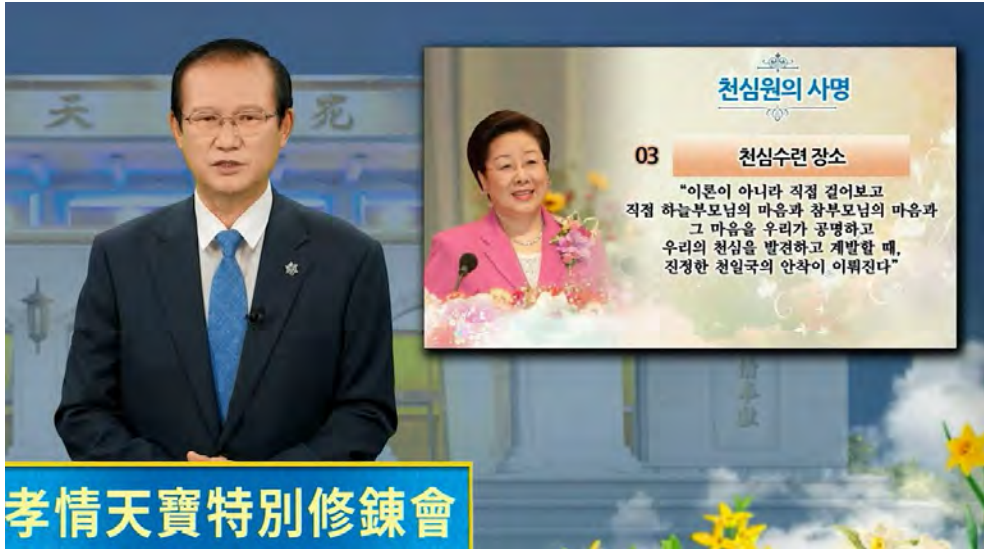 天
천심원의 사명
03 천심수련 장소
“이론이 아니라 직접 걸어보고
직접 하늘부모님의 마음과 참부모님의 마음과
그 마음을 우리가 공명하고
우리의 천심을 발견하고 계발할 때,
진정한 천일국의 안착이 이뤄진다”
孝情天寶特別修鍊會